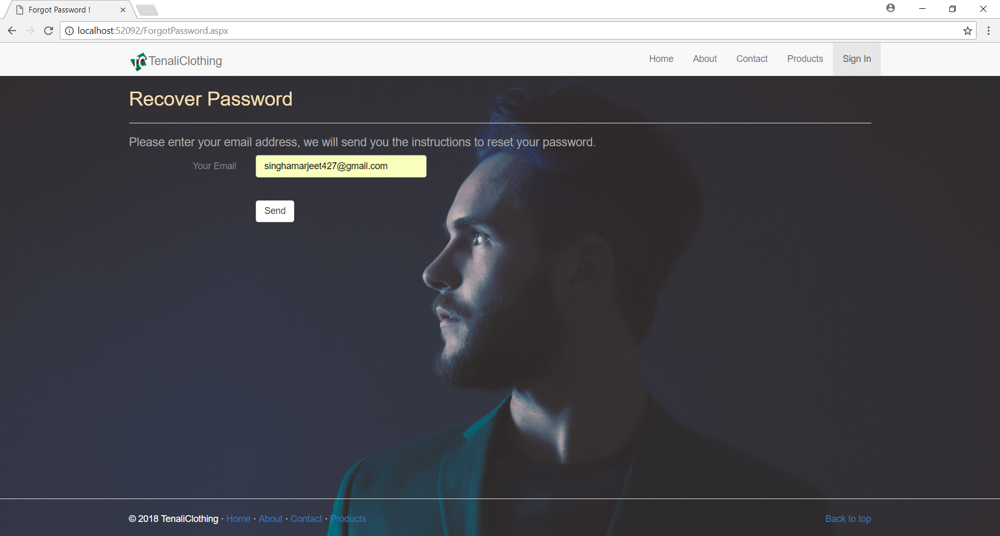 Forgot Password !
localhost:52092/ForgotPassword.aspx
TenaliClothing Home About Contact Products Sign In
Recover Password
Please enter your email address, we will send you the instructions to reset your password.
Your Email singhamarjeet427@gmail.com
Send
© 2018 TenaliClothing · Home · About · Contact · Products Back to top